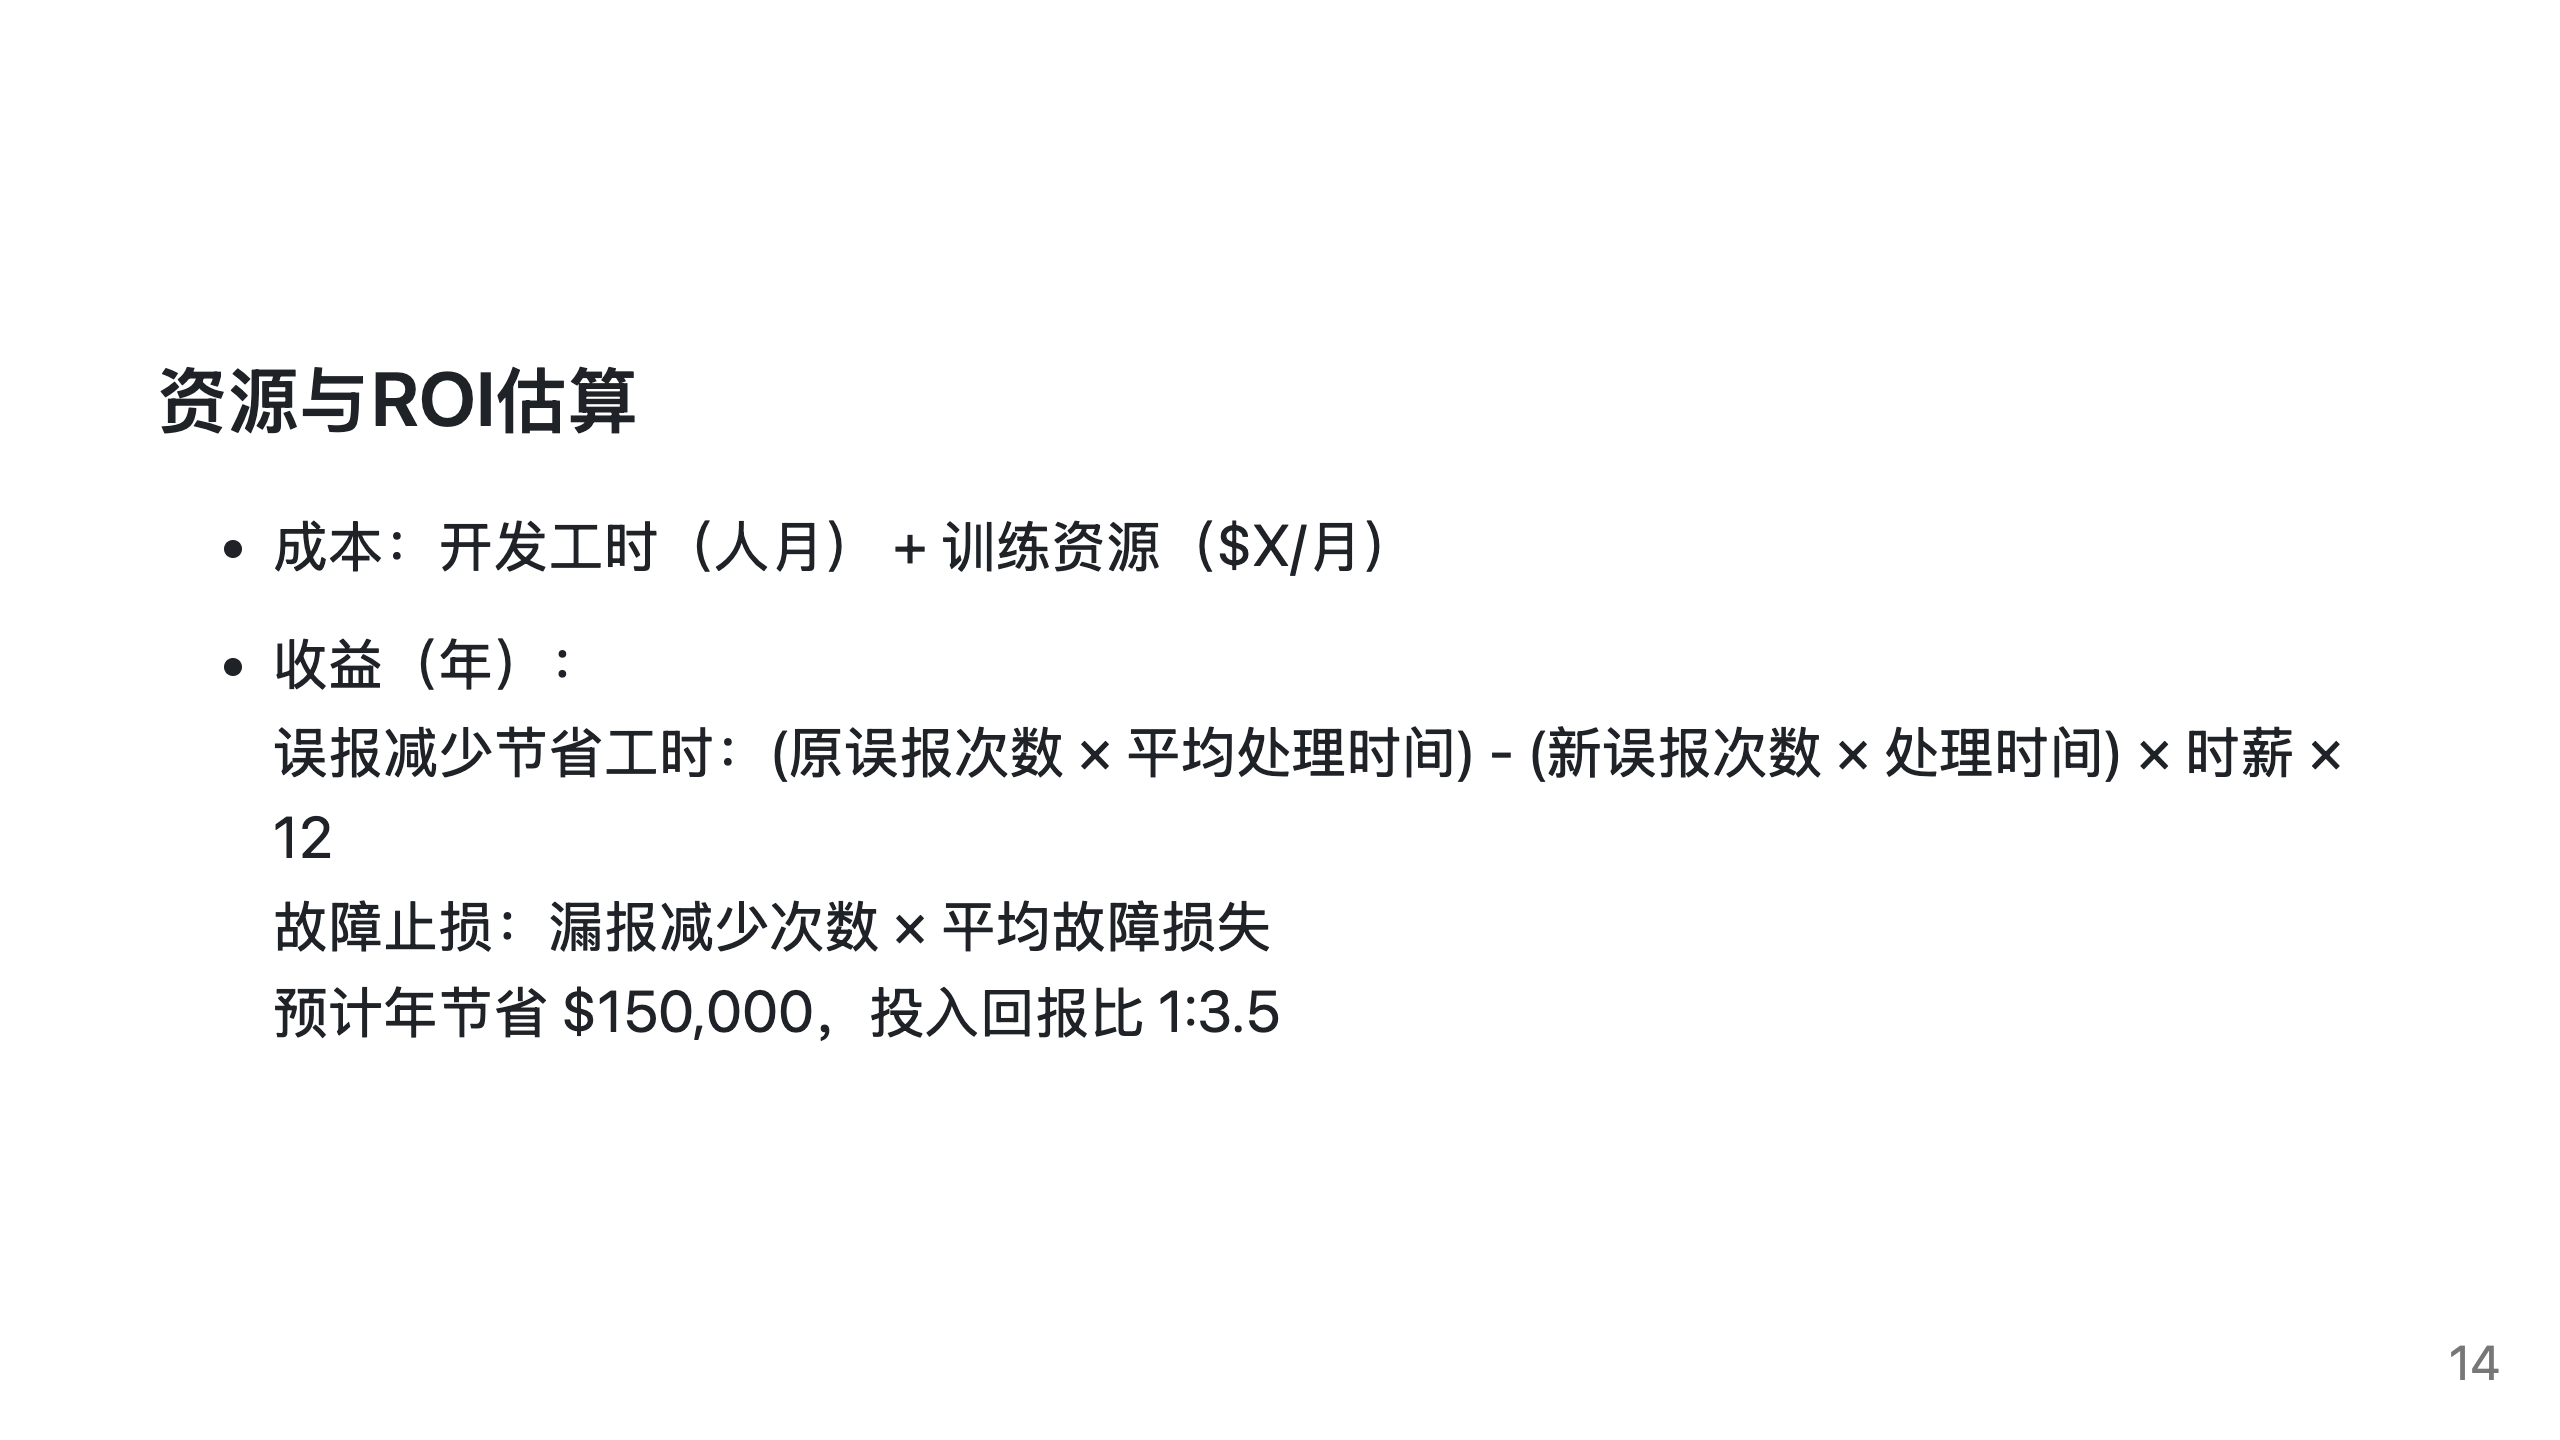 资源与ROI估算
• 成本：开发工时（人月） + 训练资源（$X/月）
• 收益（年）：
误报减少节省工时：(原误报次数 × 平均处理时间) - (新误报次数 × 处理时间) × 时薪 ×
12
故障止损：漏报减少次数 × 平均故障损失
预计年节省 $150,000，投入回报比 1:3.5
14